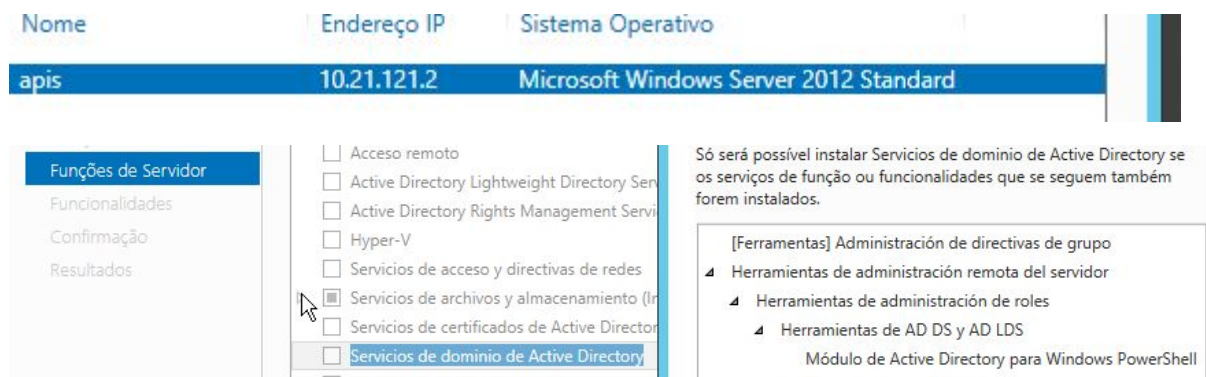 Nome Endereço IP Sistema Operativo
apis 10.21.121.2 Microsoft Windows Server 2012 Standard
Funções de Servidor
Funcionalidades
Confirmação
Resultados
Acceso remoto
Active Directory Lightweight Directory
Active Directory Rights Management
Hyper-V
Servicios de acceso y directivas de redes
Servicios de archivos y almacenamiento
Servicios de certificados de Active
Servicios de dominio de Active Directory
Só será possível instalar Servicios de dominio de Active Directory se
os serviços de função ou funcionalidades que se seguem também
forem instalados.
[Ferramentas] Administración de directivas de grupo
Herramientas de administración remota del servidor
Herramientas de administración de roles
Herramientas de AD DS y AD LDS
Módulo de Active Directory para Windows PowerShell